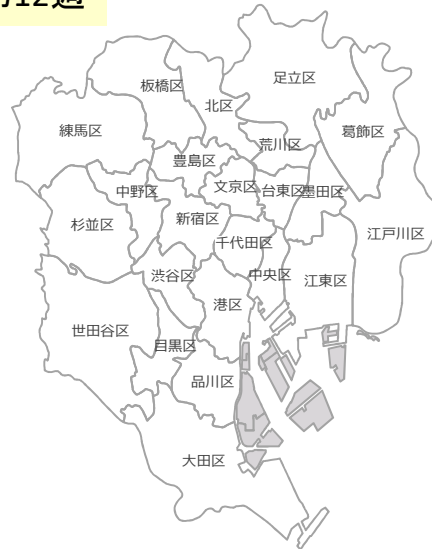 12週
足立区
板橋区
北区
練馬区
荒川区
葛飾区
豊島区
中野区
文京区
台東区
墨田区
杉並区
新宿区
江戸川区
千代田区
渋谷区
中央区
江東区
港区
世田谷区
目黒区
品川区
大田区